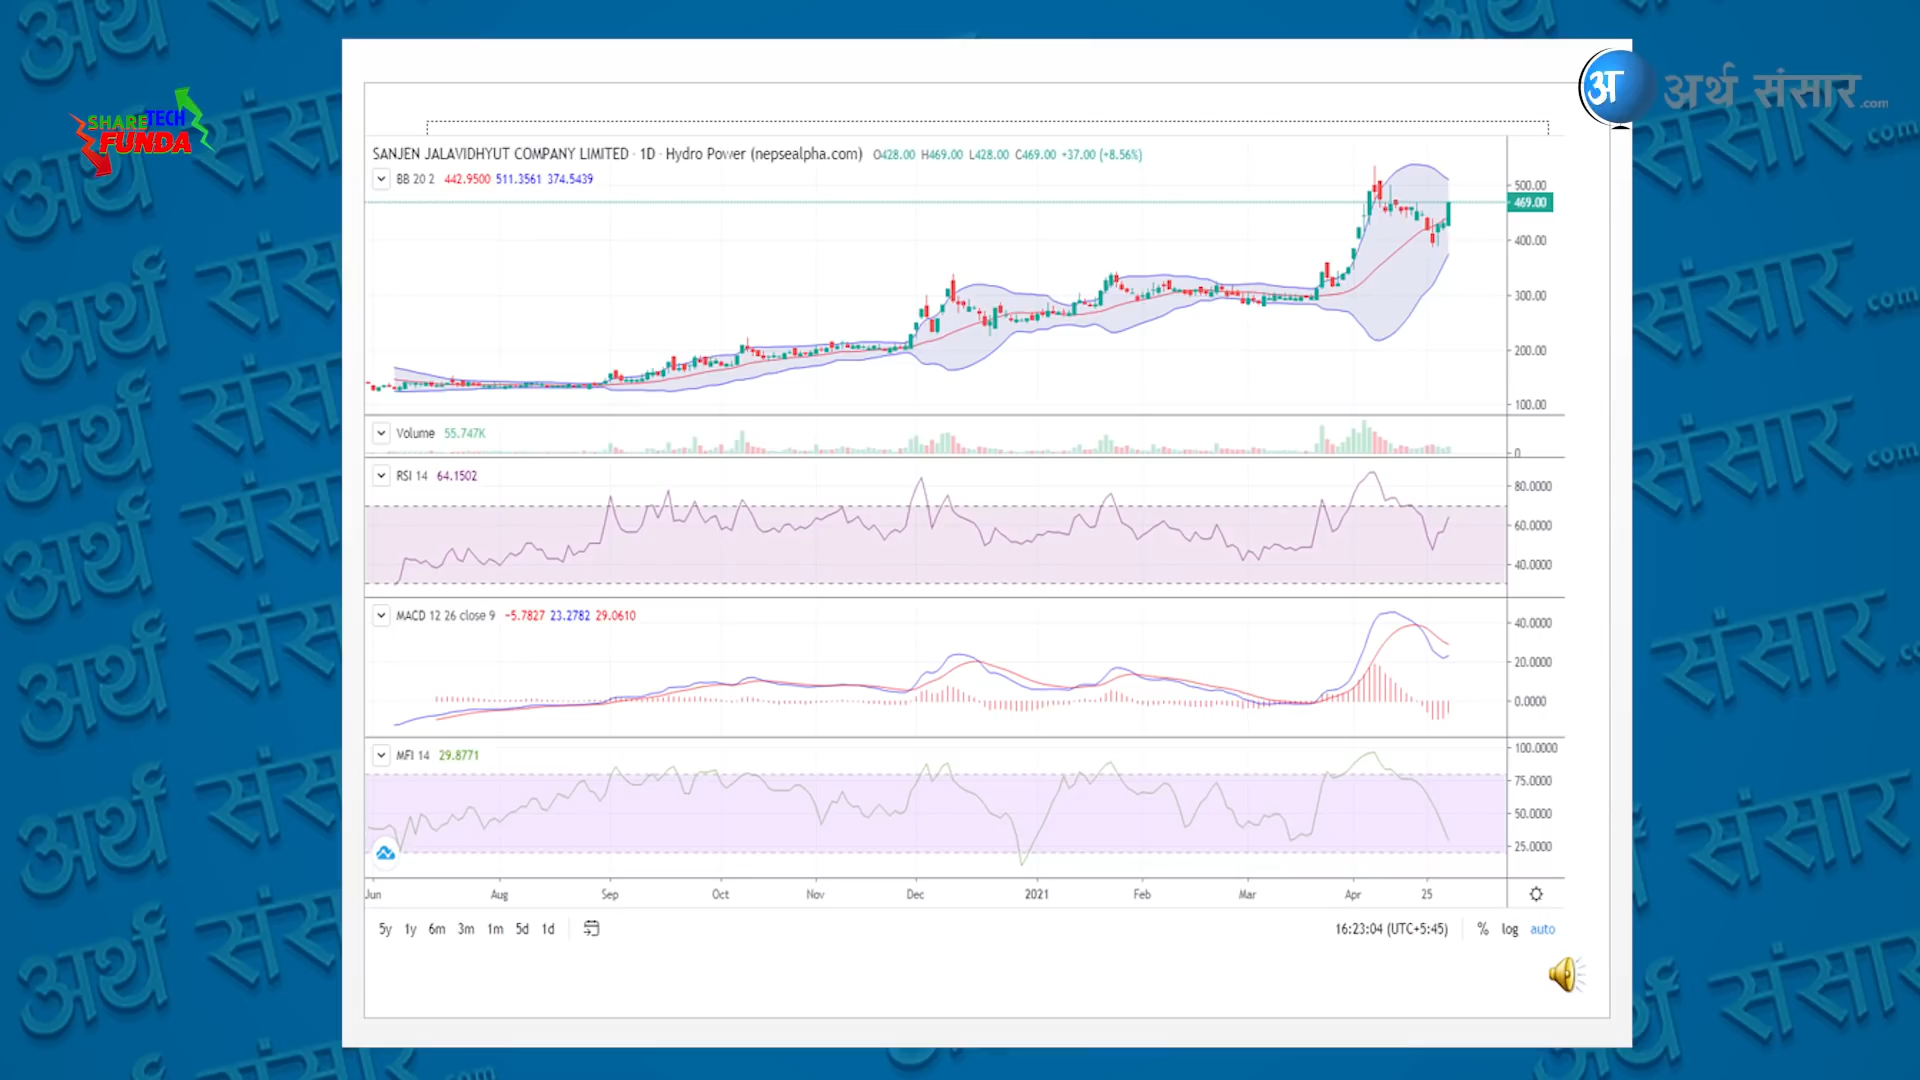 SHARETECH
FUNDA
अ अर्थ संसार.com
SANJEN JALAVIDHYUT COMPANY LIMITED · 1D · Hydro Power (nepsealpha.com) O428.00 H469.00 L428.00 C469.00 +37.00 (+8.56%)
BB 20 2 442.9500 511.3561 374.5439
500.00
469.00
400.00
300.00
200.00
100.00
Volume 55.747K
0
RSI 14 64.1502
80.0000
60.0000
40.0000
MACD 12 26 close 9 −5.7827 23.2782 29.0610
40.0000
20.0000
0.0000
MFI 14 29.8771
100.0000
75.0000
50.0000
25.0000
Jun Aug Sep Oct Nov Dec 2021 Feb Mar Apr 25
5y 1y 6m 3m 1m 5d 1d 16:23:04 (UTC+5:45) % log auto